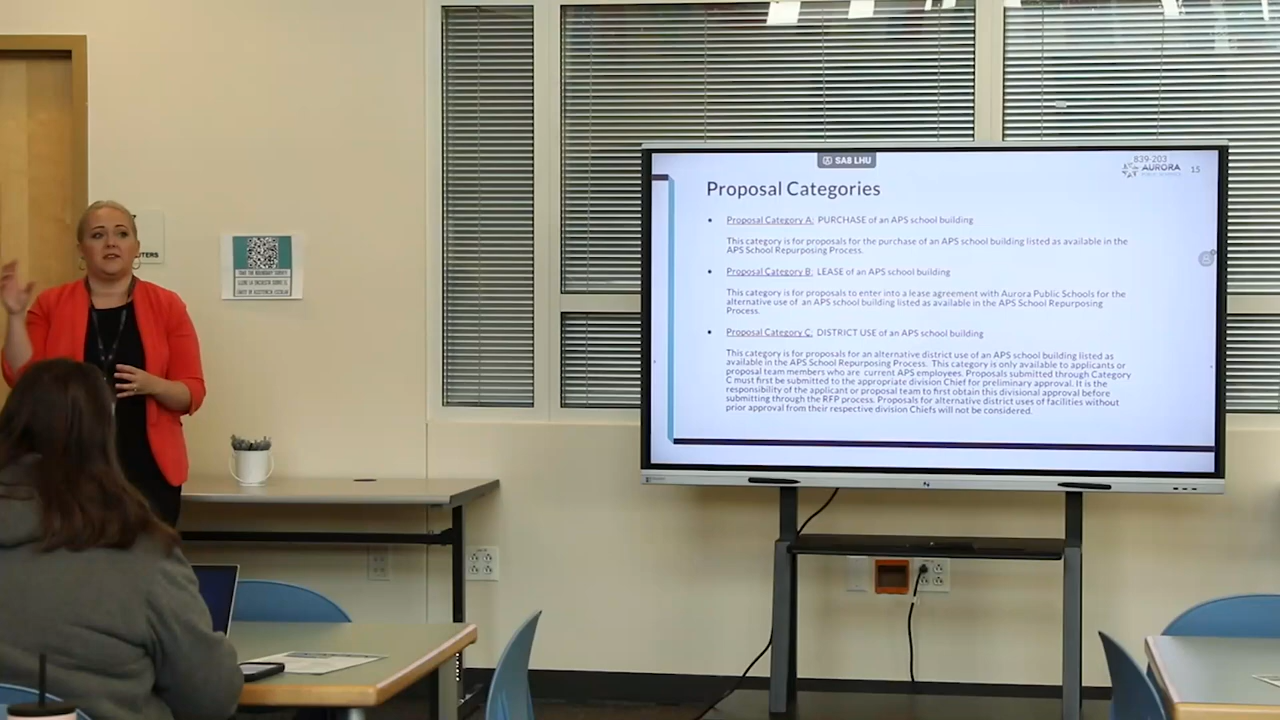 SAB LHU
839-203
AURORA
15
Proposal Categories
Proposal Category A: PURCHASE of an APS school building
This category is for proposals for the purchase of an APS school building listed as available in the
APS School Repurposing Process.
Proposal Category B: LEASE of an APS school building
This category is for proposals to enter into a lease agreement with Aurora Public Schools for the
alternative use of an APS school building listed as available in the APS School Repurposing
Process.
Proposal Category C: DISTRICT USE of an APS school building
This category is for proposals for an alternative district use of an APS school building listed as
available in the APS School Repurposing Process. This category is only available to applicants or
proposal team members who are current APS employees. Proposals submitted through Category
C must first be submitted to the appropriate division Chief for preliminary approval. It is the
responsibility of the applicant or proposal team to first obtain this divisional approval before
submitting through the RFP process. Proposals for alternative district uses of facilities without
prior approval from their respective division Chiefs will not be considered.
TAKE THE BOUNDARY SURVEY